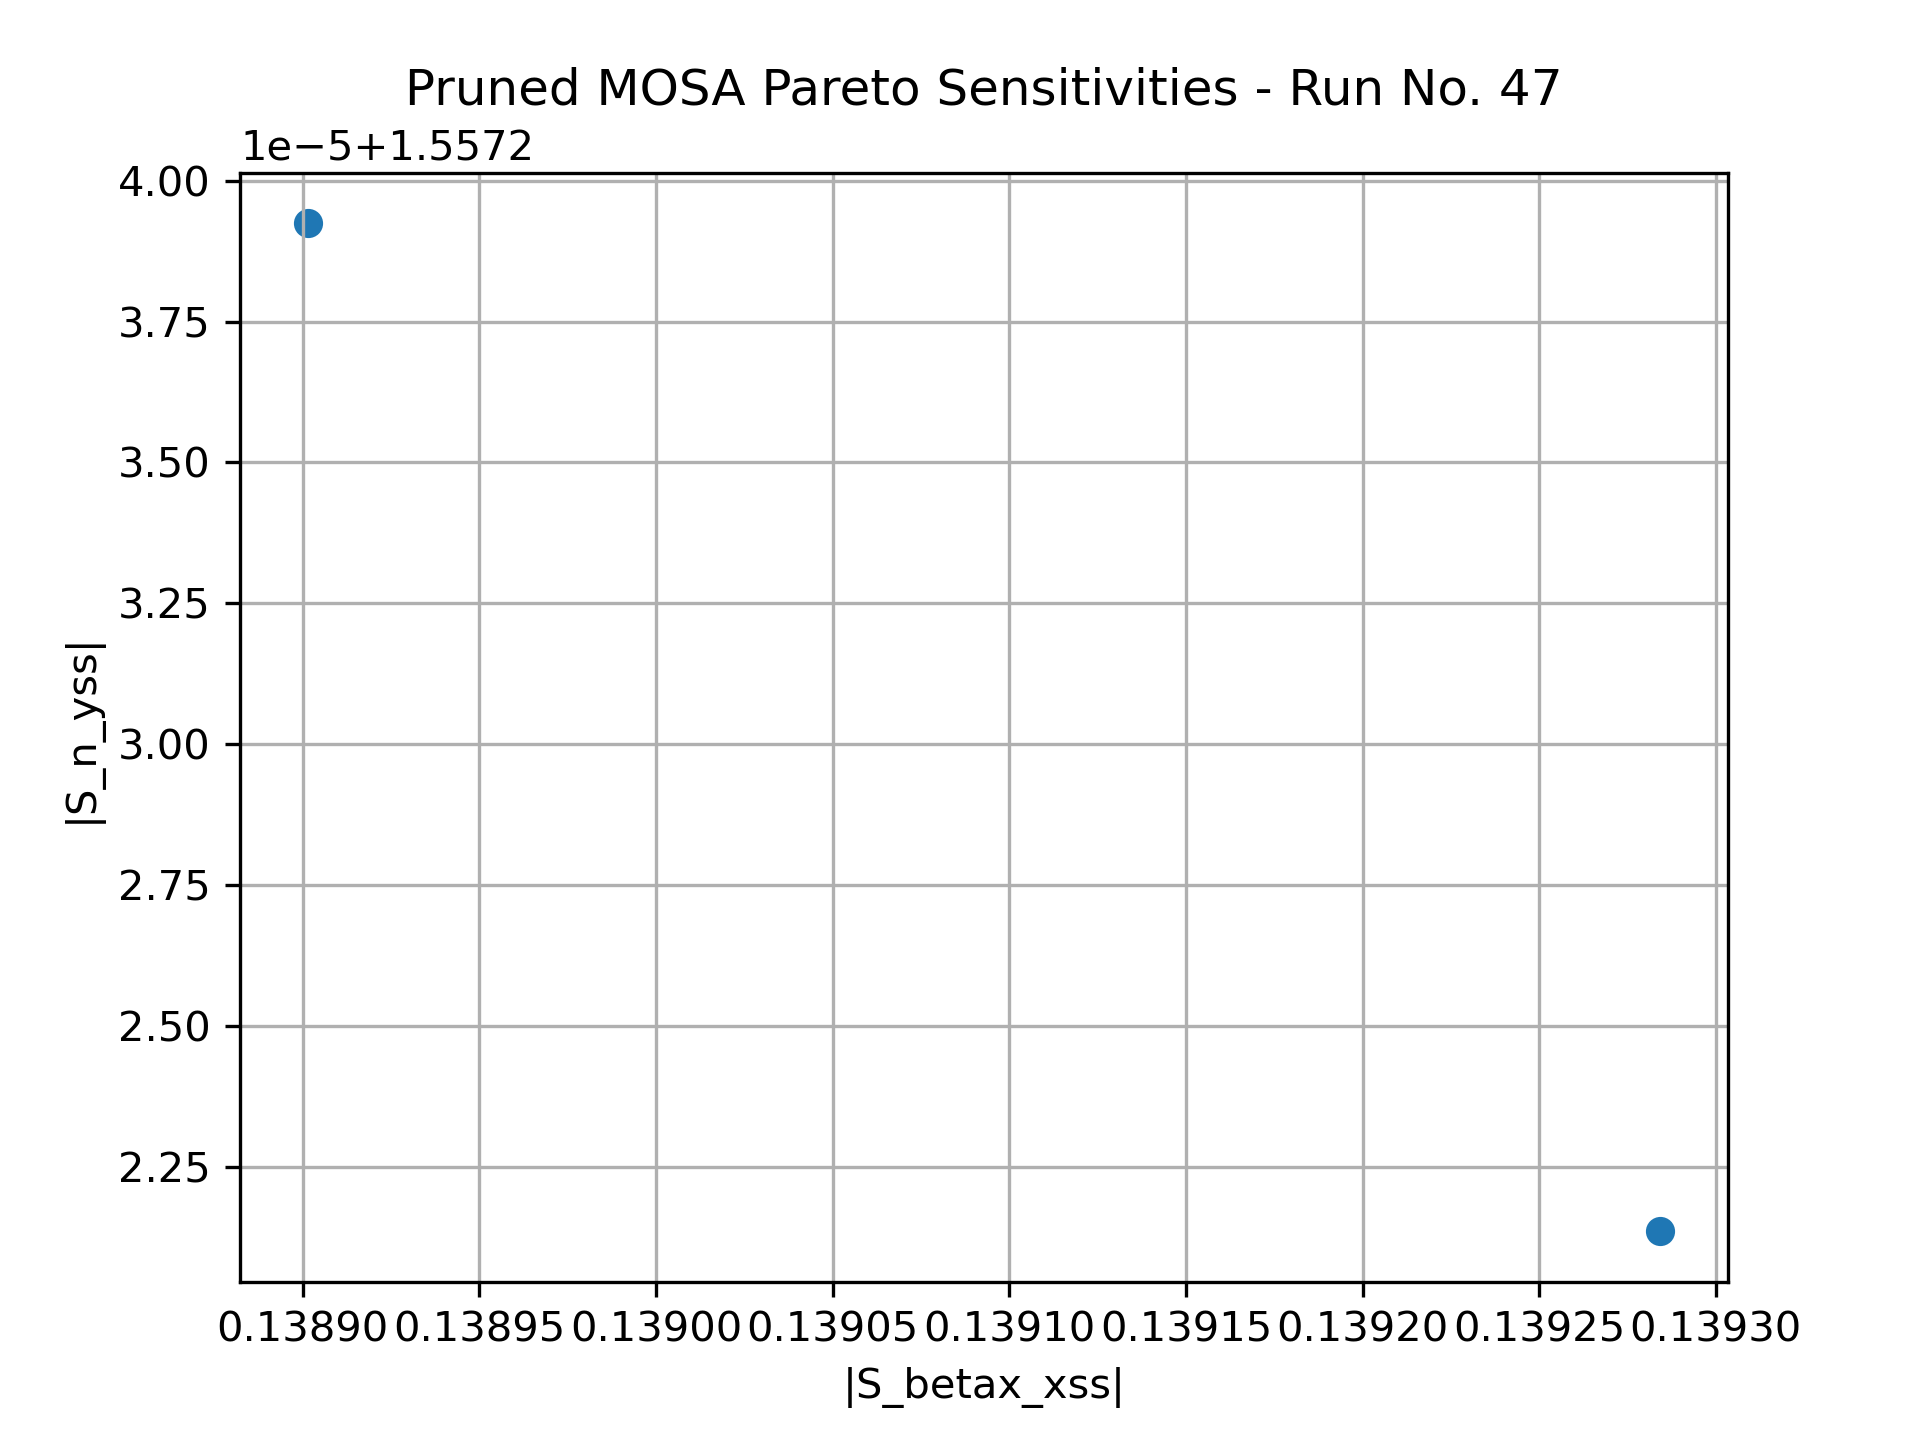 Pruned MOSA Pareto Sensitivities - Run No. 47
1e−5+1.5572
4.00
3.75
3.50
3.25
3.00
2.75
2.50
2.25
|S_n_yss|
0.13890 0.13895 0.13900 0.13905 0.13910 0.13915 0.13920 0.13925 0.13930
|S_betax_xss|